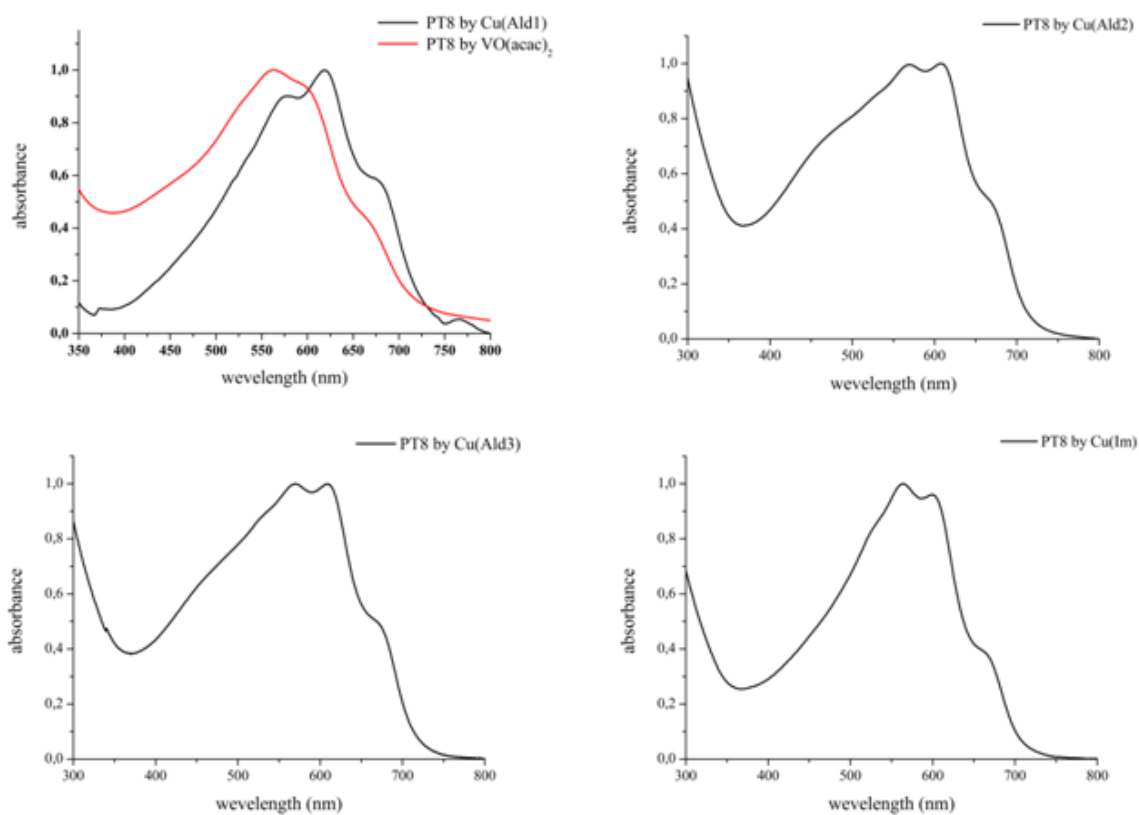 PT8 by Cu(Ald1)
PT8 by VO(acac)2
absorbance
1,0
0,8
0,6
0,4
0,2
0,0
350 400 450 500 550 600 650 700 750 800
wevelength (nm)
PT8 by Cu(Ald2)
absorbance
1,0
0,8
0,6
0,4
0,2
0,0
300 400 500 600 700 800
wevelength (nm)
PT8 by Cu(Ald3)
absorbance
1,0
0,8
0,6
0,4
0,2
0,0
300 400 500 600 700 800
wevelength (nm)
PT8 by Cu(Im)
absorbance
1,0
0,8
0,6
0,4
0,2
0,0
300 400 500 600 700 800
wevelength (nm)